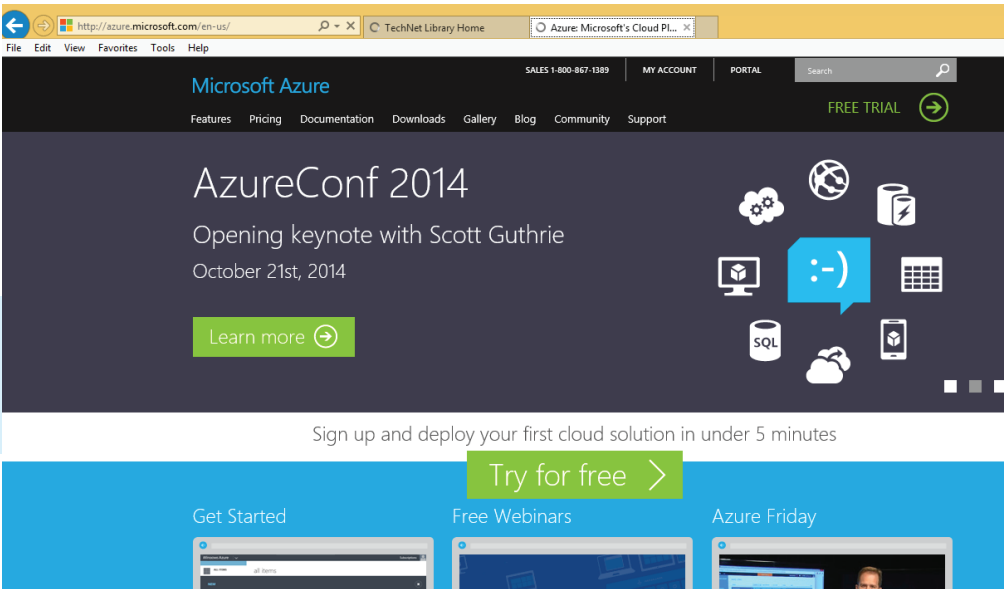 http://azure.microsoft.com/en-us/
TechNet Library Home
Azure: Microsoft's Cloud Pl...
File Edit View Favorites Tools Help
SALES 1-800-867-1389 MY ACCOUNT PORTAL Search
Microsoft Azure
FREE TRIAL
Features Pricing Documentation Downloads Gallery Blog Community Support
AzureConf 2014
Opening keynote with Scott Guthrie
October 21st, 2014
:-)
Learn more
SQL
Sign up and deploy your first cloud solution in under 5 minutes
Try for free
Get Started Free Webinars Azure Friday
all items